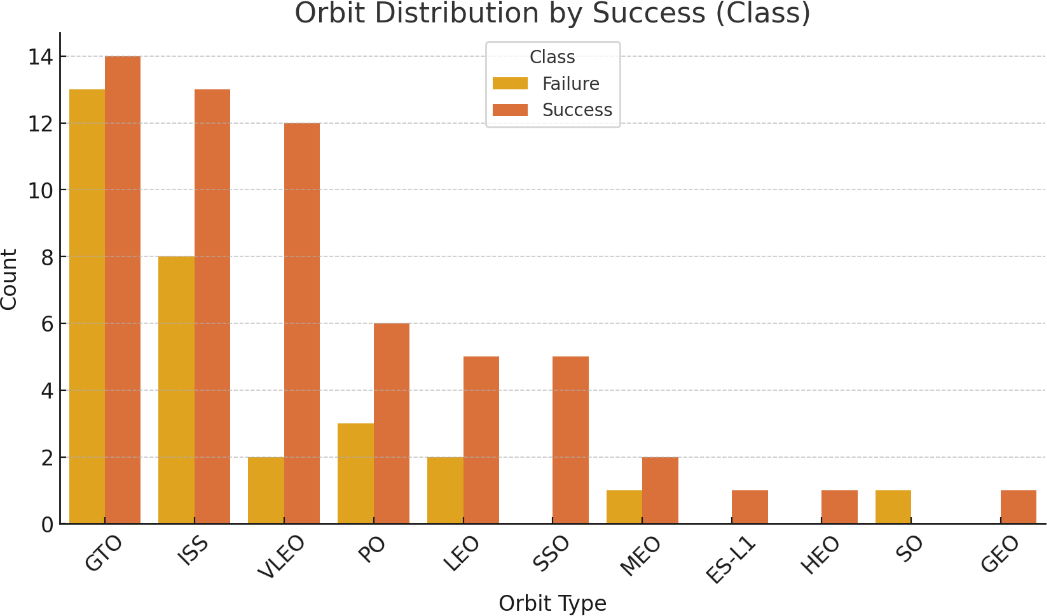 Orbit Distribution by Success (Class)
Class
Failure
Success
Count
14
12
10
8
6
4
2
0
GTO
ISS
VLEO
PO
LEO
SSO
MEO
ES-L1
HEO
SO
GEO
Orbit Type